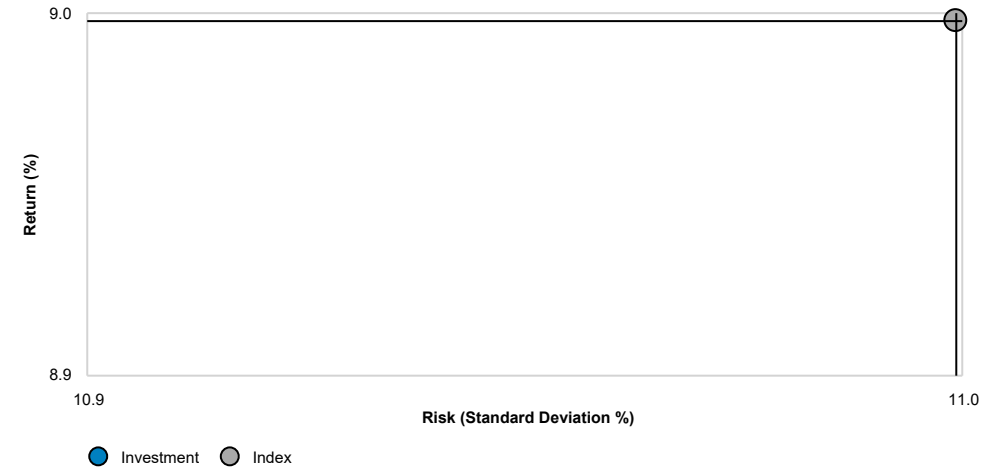 9.0
Return (%)
8.9
10.9
11.0
Risk (Standard Deviation %)
Investment
Index